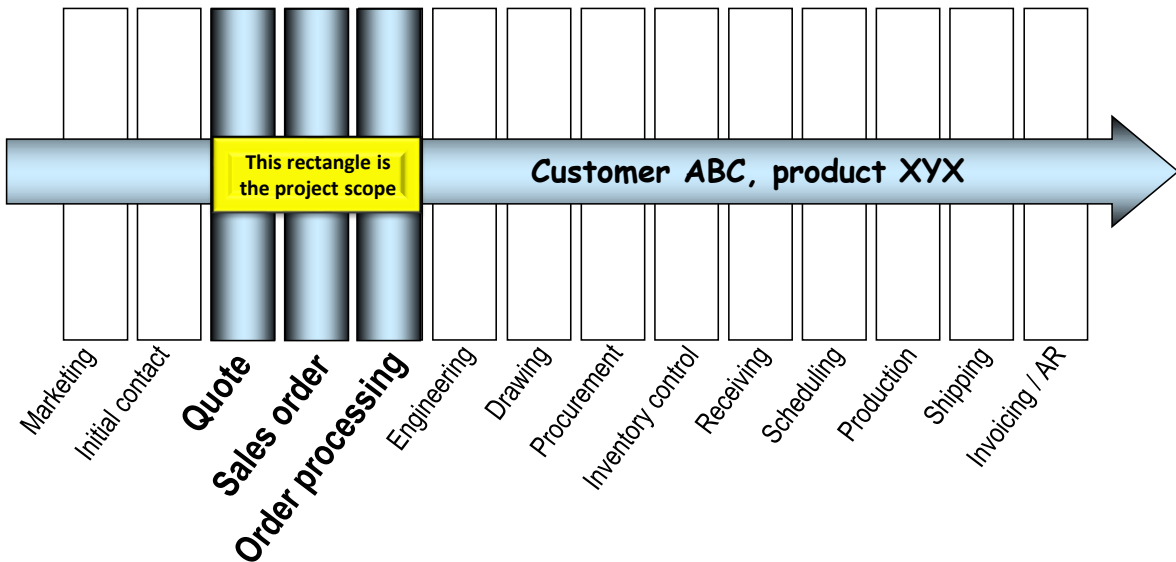 This rectangle is
the project scope
Customer ABC, product XYX
Marketing
Initial contact
Quote
Sales order
Order processing
Engineering
Drawing
Procurement
Inventory control
Receiving
Scheduling
Production
Shipping
Invoicing / AR